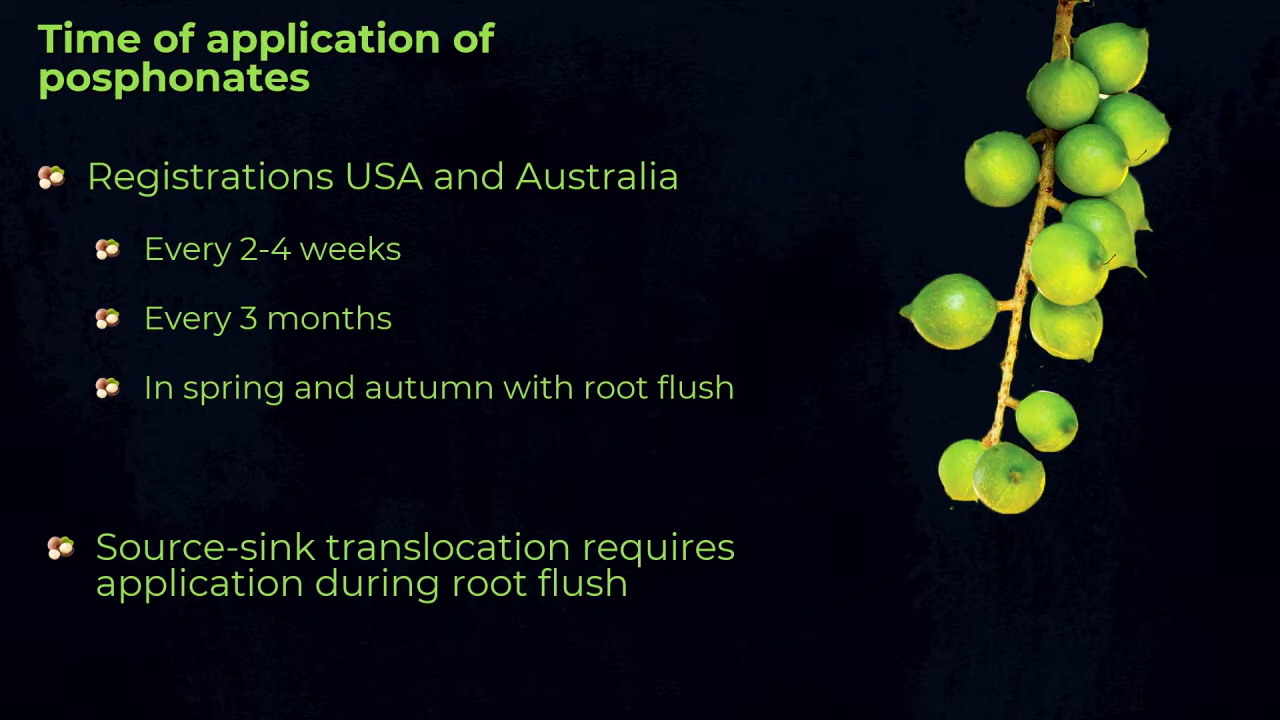 Time of application of
posphonates
Registrations USA and Australia
Every 2-4 weeks
Every 3 months
In spring and autumn with root flush
Source-sink translocation requires
application during root flush